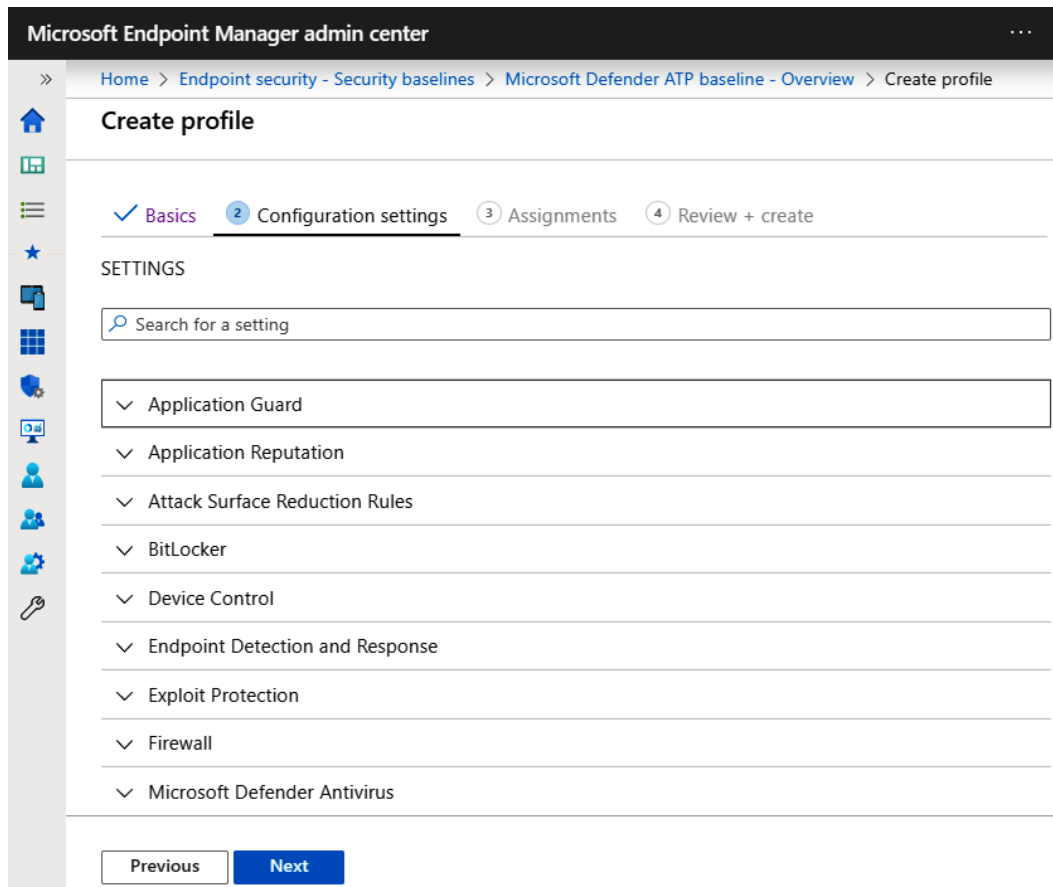 Microsoft Endpoint Manager admin center ...
Home > Endpoint security - Security baselines > Microsoft Defender ATP baseline - Overview > Create profile
Create profile
Basics 2 Configuration settings 3 Assignments 4 Review + create
SETTINGS
Search for a setting
Application Guard
Application Reputation
Attack Surface Reduction Rules
BitLocker
Device Control
Endpoint Detection and Response
Exploit Protection
Firewall
Microsoft Defender Antivirus
Previous Next